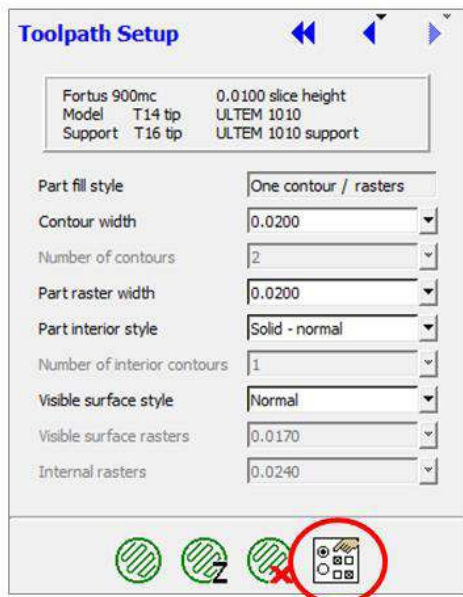 Toolpath Setup
Fortus 900mc 0.0100 slice height
Model T14 tip ULTEM 1010
Support T16 tip ULTEM 1010 support
Part fill style One contour / rasters
Contour width 0.0200
Number of contours 2
Part raster width 0.0200
Part interior style Solid - normal
Number of interior contours 1
Visible surface style Normal
Visible surface rasters 0.0170
Internal rasters 0.0240
Z